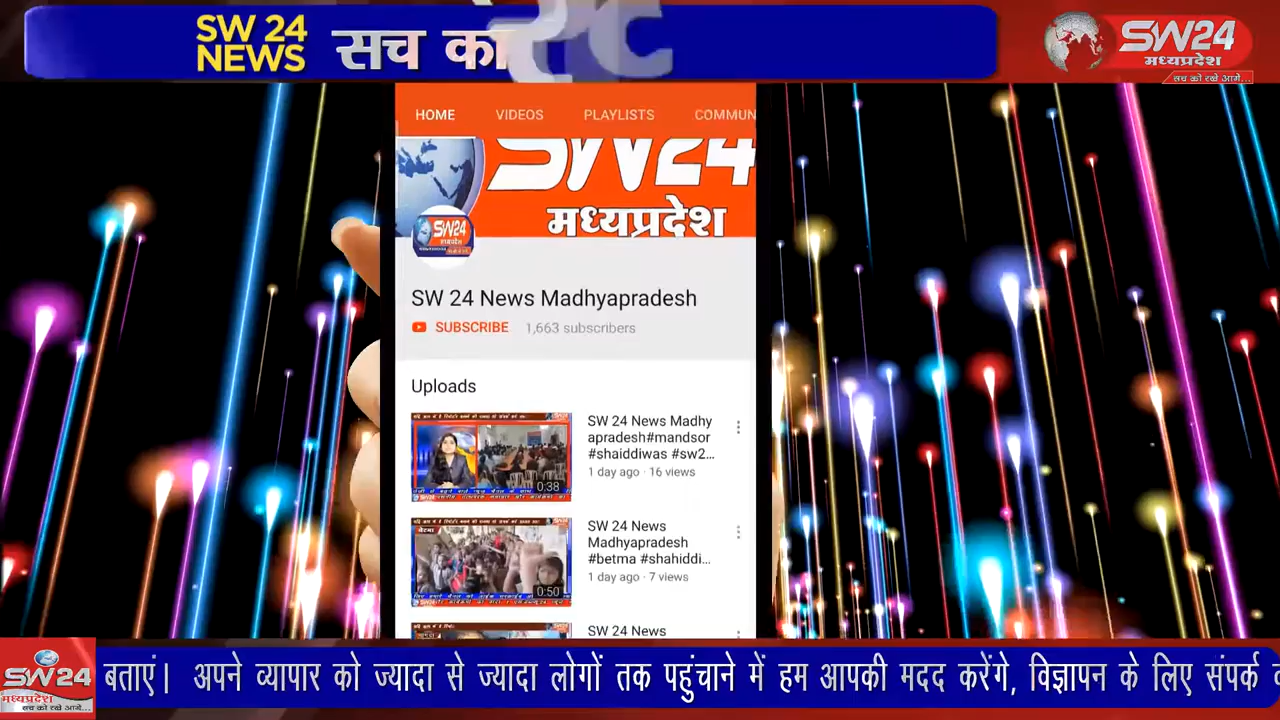 SW 24
NEWS
सच का
SW24
मध्यप्रदेश
सच को रखे आगे...
HOME VIDEOS PLAYLISTS COMMUN
SW24
मध्यप्रदेश
SW24
SW 24 News Madhyapradesh
SUBSCRIBE 1,663 subscribers
Uploads
SW 24 News Madhy
apradesh#mandsor
#shaiddiwas #sw2...
1 day ago · 16 views
0:38
SW 24 News
Madhyapradesh
#betma #shahiddi...
1 day ago · 7 views
0:50
SW 24 News
SW24
मध्यप्रदेश
सच को रखे आगे...
बताएं। अपने व्यापार को ज्यादा से ज्यादा लोगों तक पहुंचाने में हम आपकी मदद करेंगे, विज्ञापन के लिए संपर्क